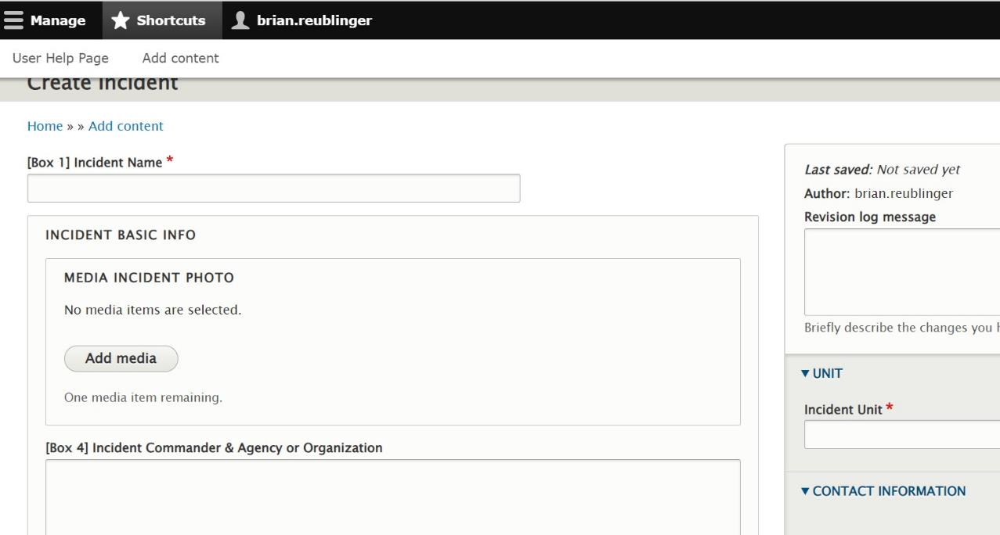 Manage Shortcuts brian.reublinger
User Help Page Add content
Create Incident
Home » » Add content
[Box 1] Incident Name *
INCIDENT BASIC INFO
MEDIA INCIDENT PHOTO
No media items are selected.
Add media
One media item remaining.
[Box 4] Incident Commander & Agency or Organization
Last saved: Not saved yet
Author: brian.reublinger
Revision log message
Briefly describe the changes you
▾ UNIT
Incident Unit *
▾ CONTACT INFORMATION